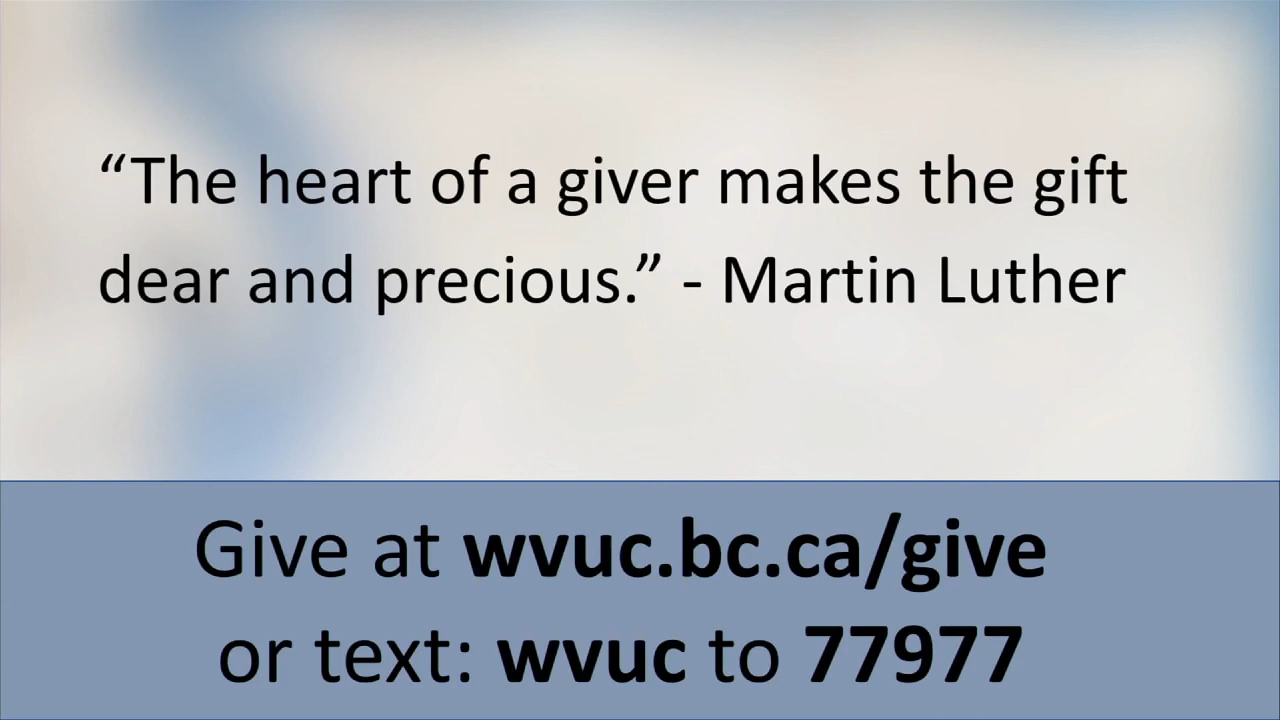 “The heart of a giver makes the gift
dear and precious.” - Martin Luther
Give at wvuc.bc.ca/give
or text: wvuc to 77977